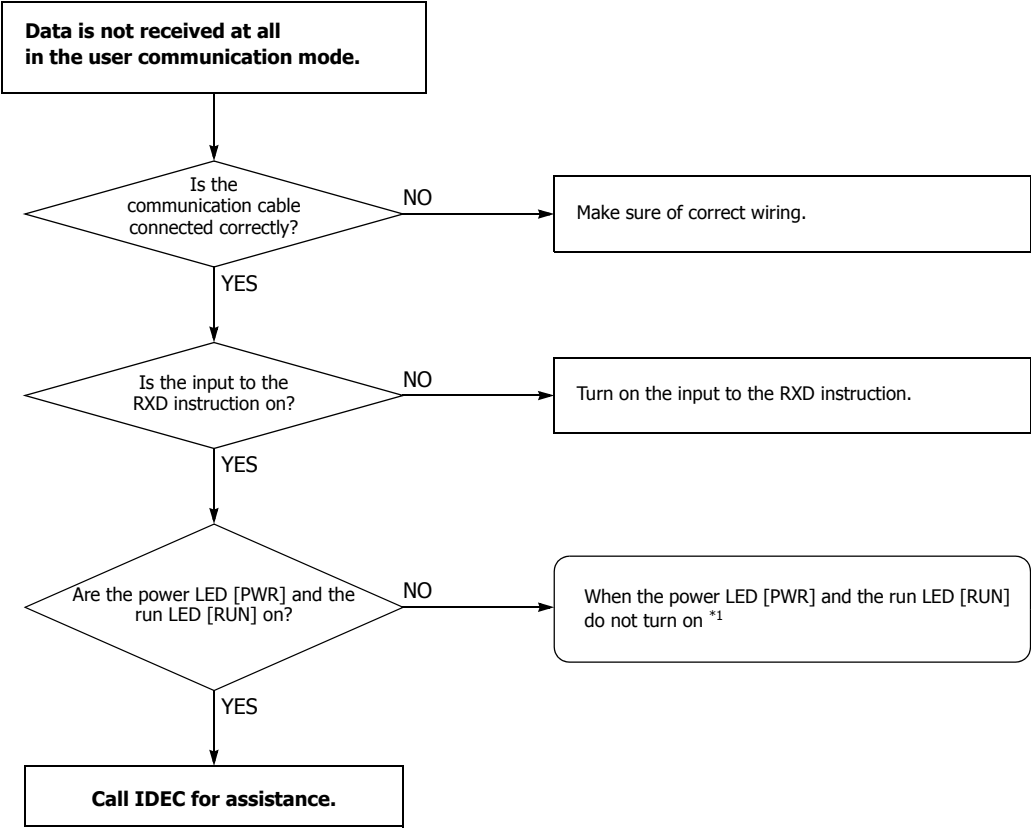 Data is not received at all
in the user communication mode.
Is the
communication cable
connected correctly?
NO
Make sure of correct wiring.
YES
Is the input to the
RXD instruction on?
NO
Turn on the input to the RXD instruction.
YES
Are the power LED [PWR] and the
run LED [RUN] on?
NO
When the power LED [PWR] and the run LED [RUN]
do not turn on *1
YES
Call IDEC for assistance.